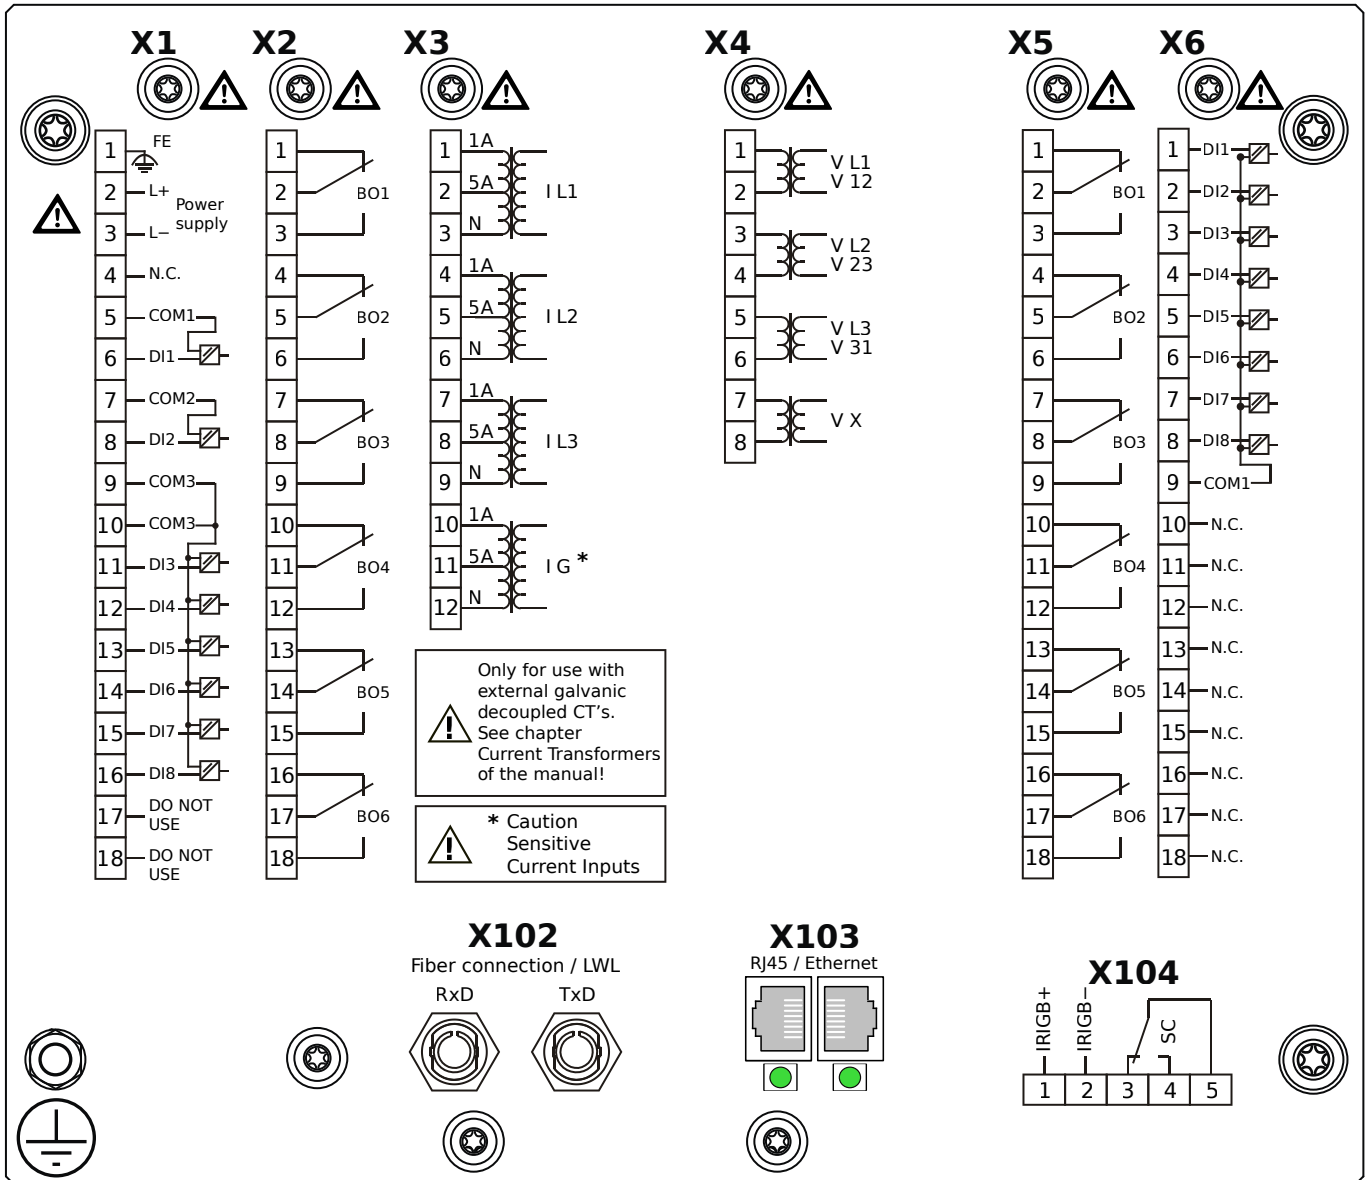 X1 X2 X3 X4 X5 X6
1 FE
2 L+
Power
supply
3 L−
4 N.C.
5 COM1
6 DI1
7 COM2
8 DI2
9 COM3
10 COM3
11 DI3
12 DI4
13 DI5
14 DI6
15 DI7
16 DI8
17 DO NOT
USE
18 DO NOT
USE
1
2 BO1
3
4
5 BO2
6
7
8 BO3
9
10
11 BO4
12
13
14 BO5
15
16
17 BO6
18
1 1A
2 5A I L1
3 N
4 1A
5 5A I L2
6 N
7 1A
8 5A I L3
9 N
10 1A
11 5A I G *
12 N
Only for use with
external galvanic
decoupled CT's.
See chapter
Current Transformers
of the manual!
* Caution
Sensitive
Current Inputs
1 V L1
2 V 12
3 V L2
4 V 23
5 V L3
6 V 31
7 V X
8
1
2 BO1
3
4
5 BO2
6
7
8 BO3
9
10
11 BO4
12
13
14 BO5
15
16
17 BO6
18
1 DI1
2 DI2
3 DI3
4 DI4
5 DI5
6 DI6
7 DI7
8 DI8
9 COM1
10 N.C.
11 N.C.
12 N.C.
13 N.C.
14 N.C.
15 N.C.
16 N.C.
17 N.C.
18 N.C.
X102
Fiber connection / LWL
RxD TxD
X103
RJ45 / Ethernet
X104
IRIGB+
IRIGB−
SC
1 2 3 4 5